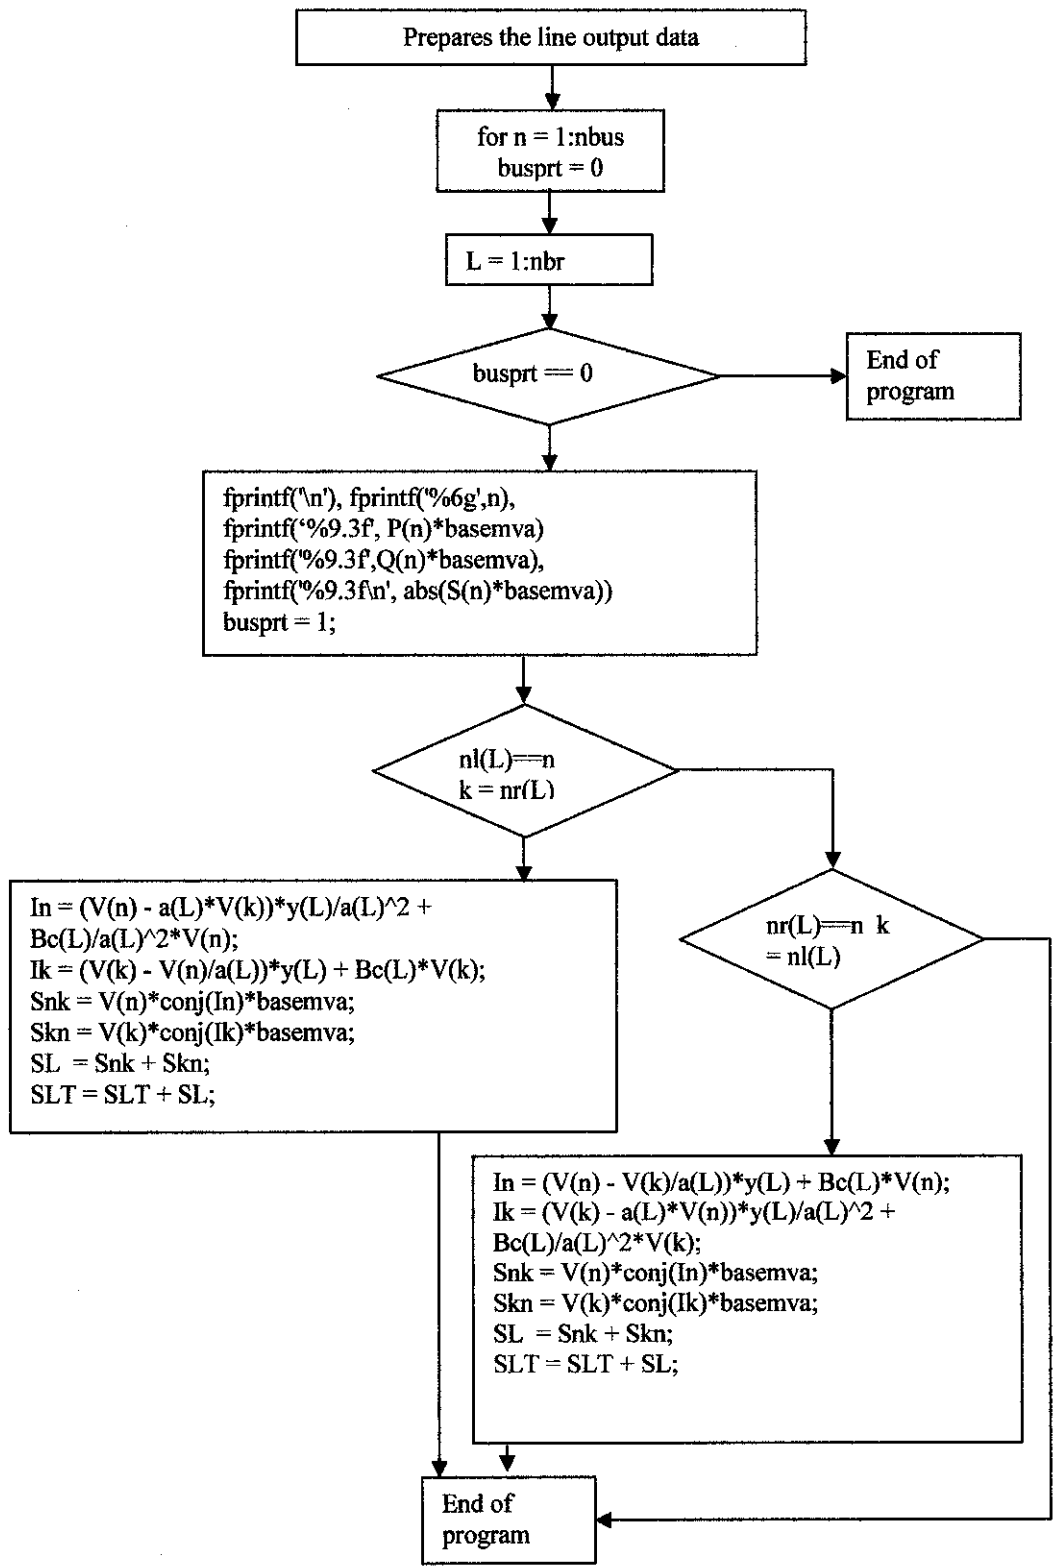 Prepares the line output data
for n = 1:nbus
busprt = 0
L = 1:nbr
busprt == 0
End of
program
fprintf('\n'), fprintf('%6g',n),
fprintf(‘%9.3f', P(n)*basemva)
fprintf('%9.3f',Q(n)*basemva),
fprintf('%9.3f\n', abs(S(n)*basemva))
busprt = 1;
nl(L)==n
k = nr(L)
In = (V(n) - a(L)*V(k))*y(L)/a(L)^2 +
Bc(L)/a(L)^2*V(n);
Ik = (V(k) - V(n)/a(L))*y(L) + Bc(L)*V(k);
Snk = V(n)*conj(In)*basemva;
Skn = V(k)*conj(Ik)*basemva;
SL = Snk + Skn;
SLT = SLT + SL;
nr(L)==n k
= nl(L)
In = (V(n) - V(k)/a(L))*y(L) + Bc(L)*V(n);
Ik = (V(k) - a(L)*V(n))*y(L)/a(L)^2 +
Bc(L)/a(L)^2*V(k);
Snk = V(n)*conj(In)*basemva;
Skn = V(k)*conj(Ik)*basemva;
SL = Snk + Skn;
SLT = SLT + SL;
End of
program